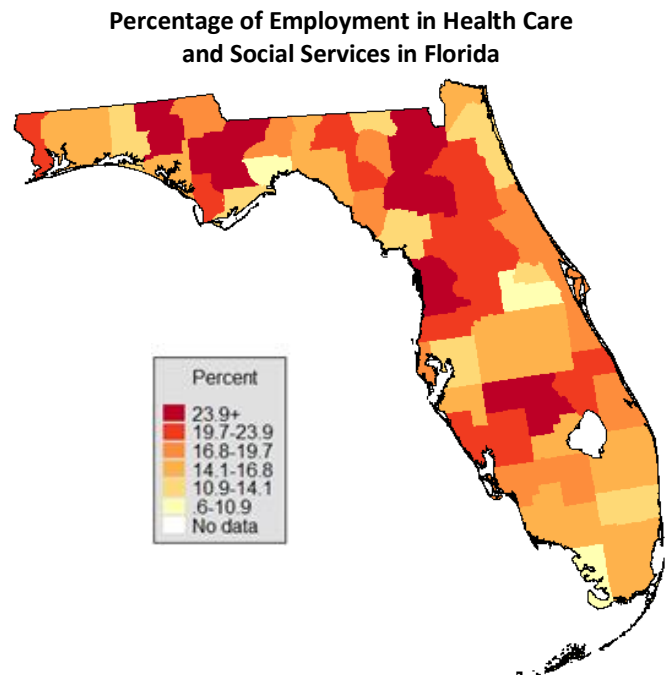 Percentage of Employment in Health Care
and Social Services in Florida
Percent
23.9+
19.7-23.9
16.8-19.7
14.1-16.8
10.9-14.1
.6-10.9
No data